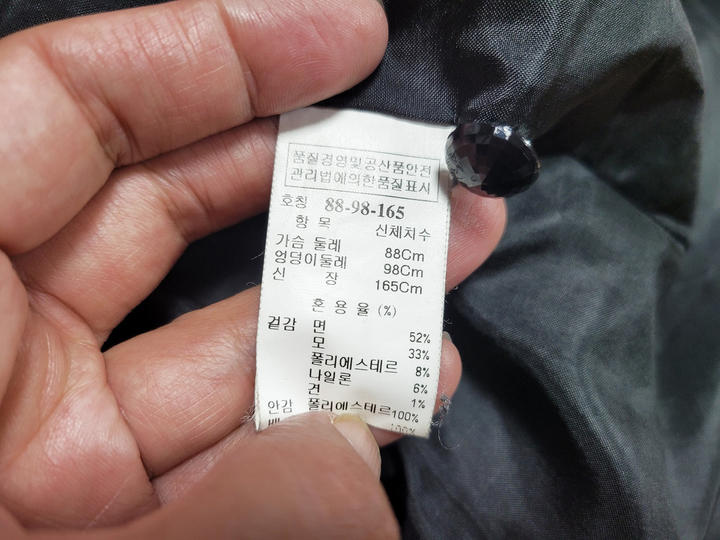 품질경영및공산품안전
관리법에의한품질표시
호칭 88-98-165
항 목 신체치수
가슴 둘레 88Cm
엉덩이둘레 98Cm
신 장 165Cm
혼 용 율 (%)
겉감 면 52%
모 33%
폴리에스테르 8%
나일론 6%
견 1%
안감 폴리에스테르100%
100%